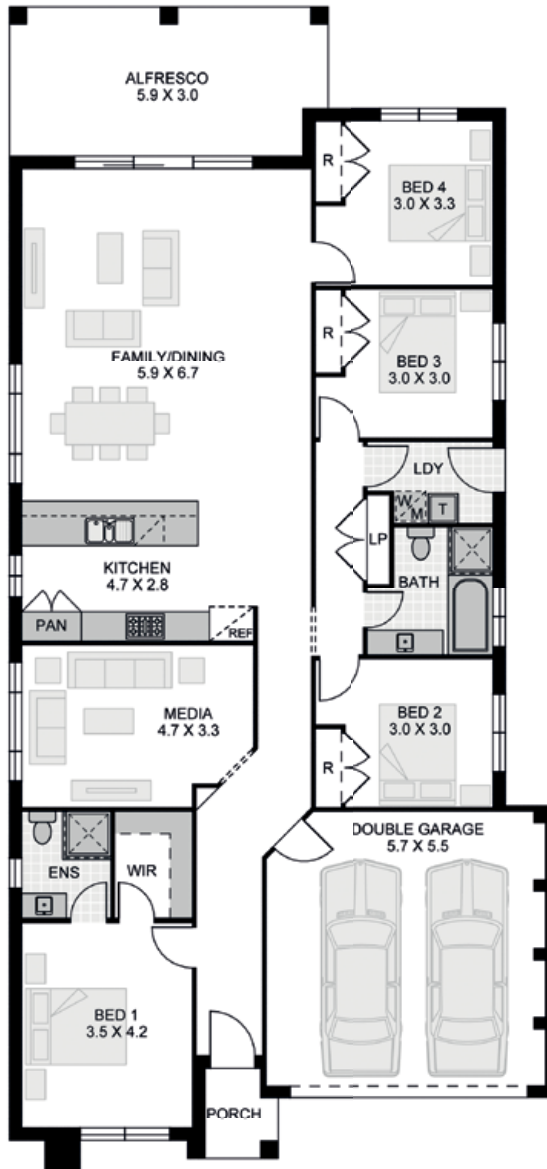 ALFRESCO
5.9 X 3.0
R
BED 4
3.0 X 3.3
R
BED 3
3.0 X 3.0
FAMILY/DINING
5.9 X 6.7
LDY
W
M
T
LP
BATH
KITCHEN
4.7 X 2.8
PAN
REF
MEDIA
4.7 X 3.3
BED 2
3.0 X 3.0
R
DOUBLE GARAGE
5.7 X 5.5
ENS
WIR
BED 1
3.5 X 4.2
PORCH